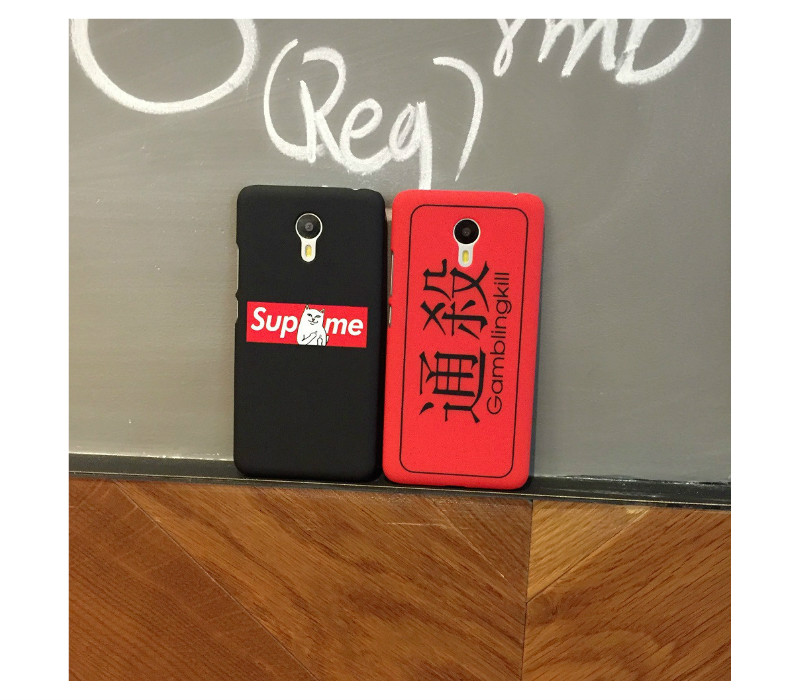 (Reg)
Sup me
通殺
Gamblingkill